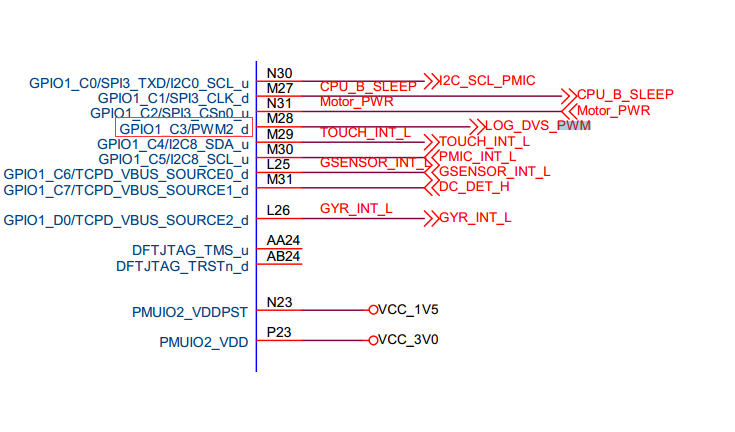 GPIO1_C0/SPI3_TXD/I2C0_SCL_u N30 I2C_SCL_PMIC
GPIO1_C1/SPI3_CLK_d M27 CPU_B_SLEEP CPU_B_SLEEP
GPIO1_C2/SPI3_CSn0_u N31 Motor_PWR Motor_PWR
GPIO1_C3/PWM2_d M28 LOG_DVS_PWM
GPIO1_C4/I2C8_SDA_u M29 TOUCH_INT_L TOUCH_INT_L
GPIO1_C5/I2C8_SCL_u M30 PMIC_INT_L
GPIO1_C6/TCPD_VBUS_SOURCE0_d L25 GSENSOR_INT_L GSENSOR_INT_L
GPIO1_C7/TCPD_VBUS_SOURCE1_d M31 DC_DET_H
GPIO1_D0/TCPD_VBUS_SOURCE2_d L26 GYR_INT_L GYR_INT_L
DFTJTAG_TMS_u AA24
DFTJTAG_TRSTn_d AB24
PMUIO2_VDDPST N23 VCC_1V5
PMUIO2_VDD P23 VCC_3V0